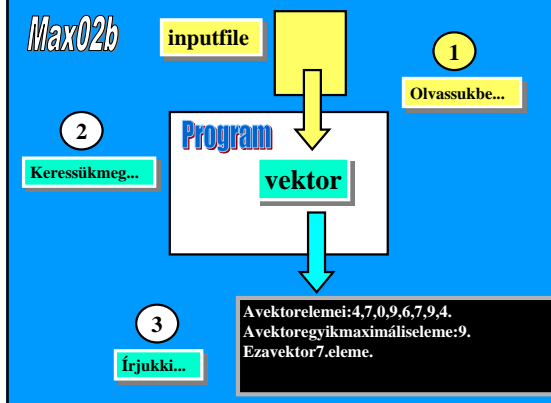 Max02b
inputfile
1
Olvassukbe...
2
Keressükmeg...
Program
vektor
3
Írjukki...
Avektorelemei:4,7,0,9,6,7,9,4.
Avektoregyikmaximáliseleme:9.
Ezavektor7.eleme.